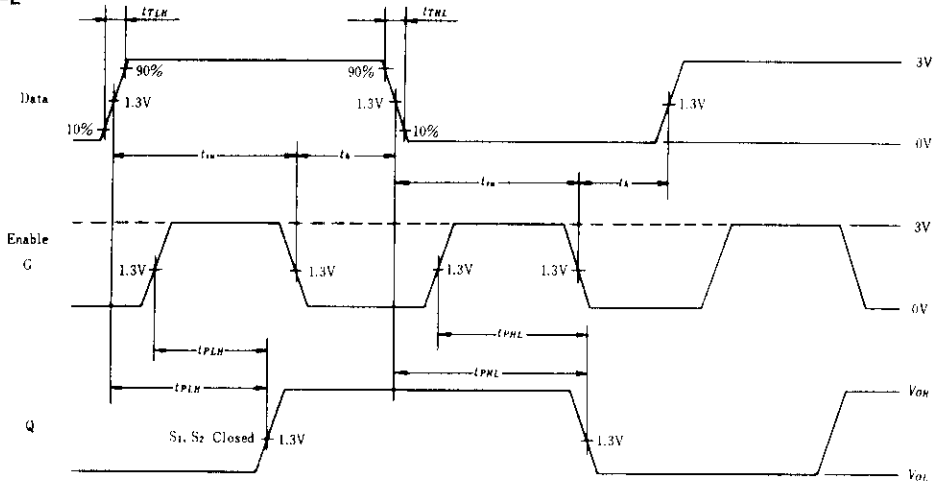 tTLH tTHL
90% 90% 3V
Data 1.3V 1.3V 1.3V
10% 10% 0V
tsu th
tsu th
Enable 3V
G 1.3V 1.3V 1.3V 1.3V
0V
tPLH tPHL
tPLH tPHL
VOH
Q S1, S2 Closed 1.3V 1.3V
VOL